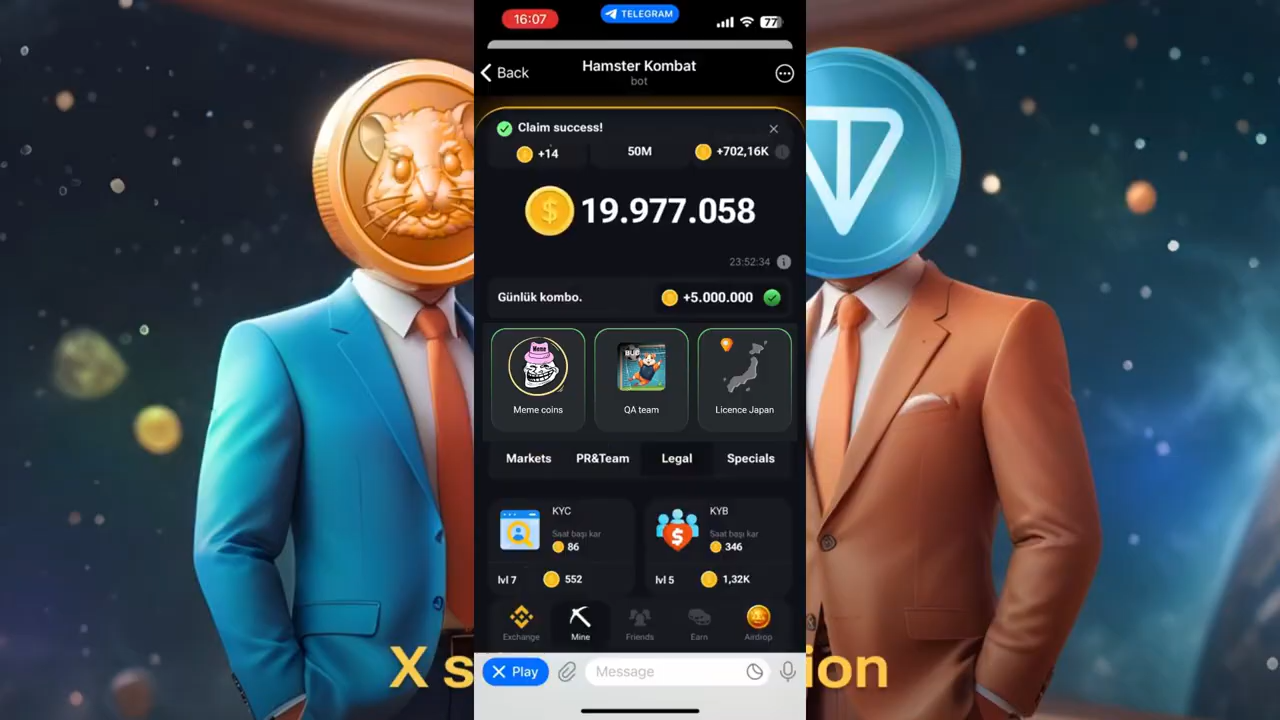 16:07
TELEGRAM
77
Back
Hamster Kombat
bot
Claim success!
+14
50M
+702,16K
19.977.058
23:52:34
Günlük kombo.
+5.000.000
Meme coins
QA team
Licence Japan
Markets
PR&Team
Legal
Specials
KYC
Saat başı kar
86
lvl 7
552
KYB
Saat başı kar
346
lvl 5
1,32K
Exchange
Mine
Friends
Earn
Airdrop
Play
Message
X s
ion